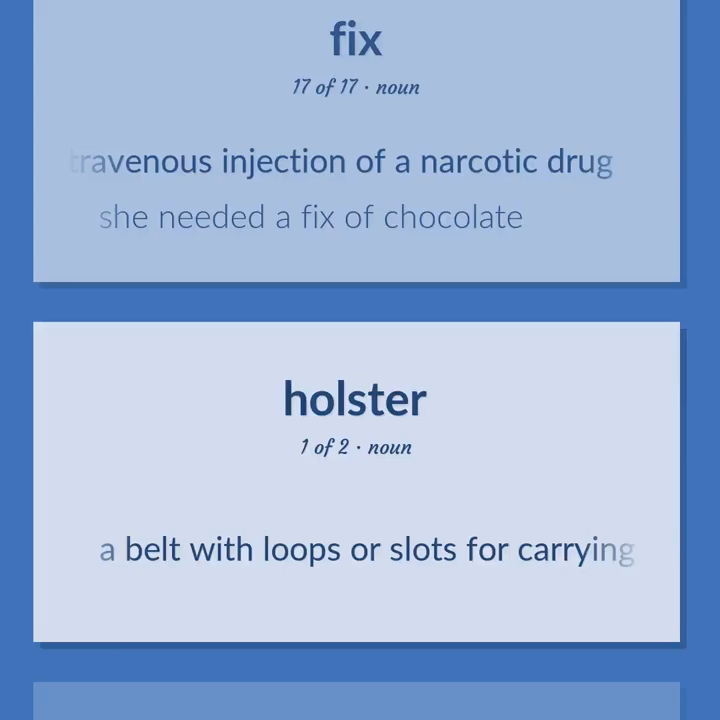 fix
17 of 17 · noun
travenous injection of a narcotic drug
she needed a fix of chocolate
holster
1 of 2 · noun
a belt with loops or slots for carrying